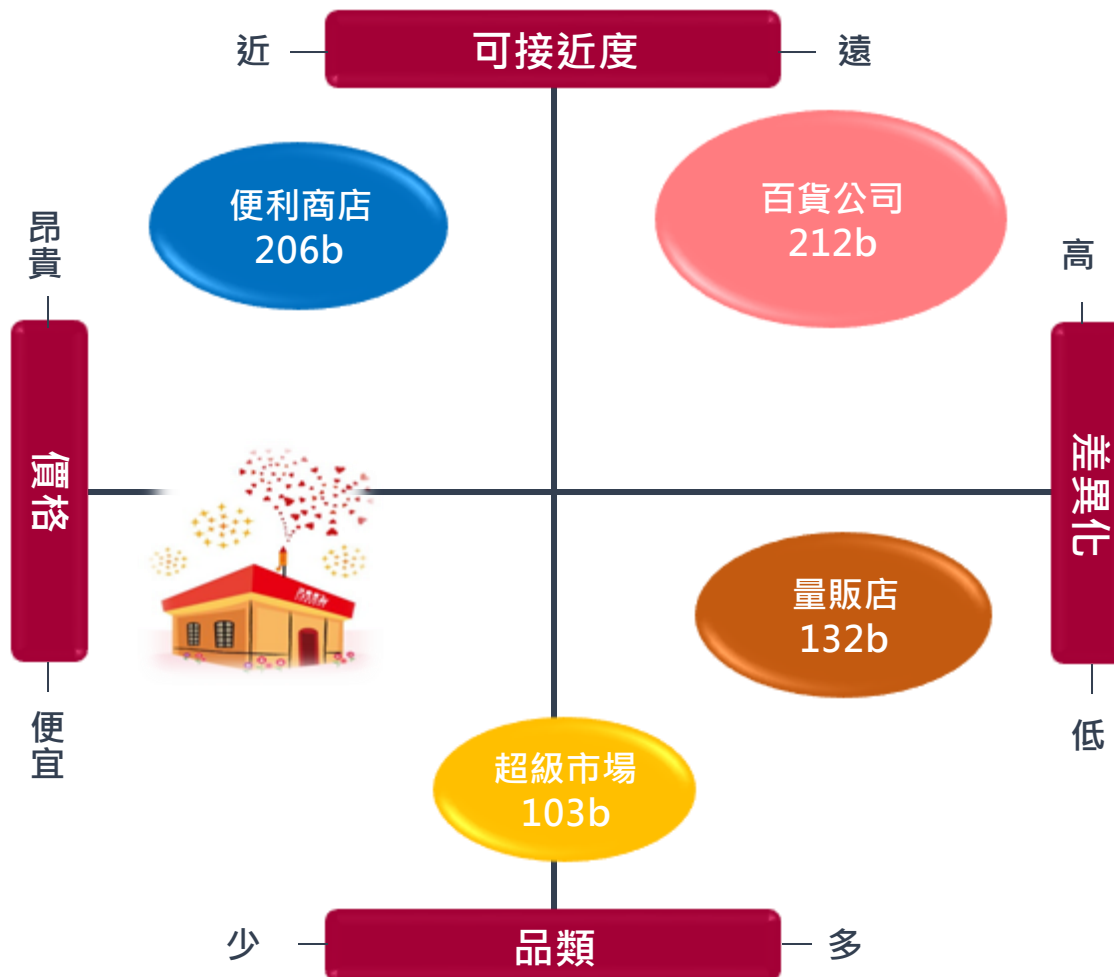 近
可接近度
遠
便利商店
206b
百貨公司
212b
昂貴
高
價格
差異化
量販店
132b
便宜
低
超級市場
103b
少
品類
多